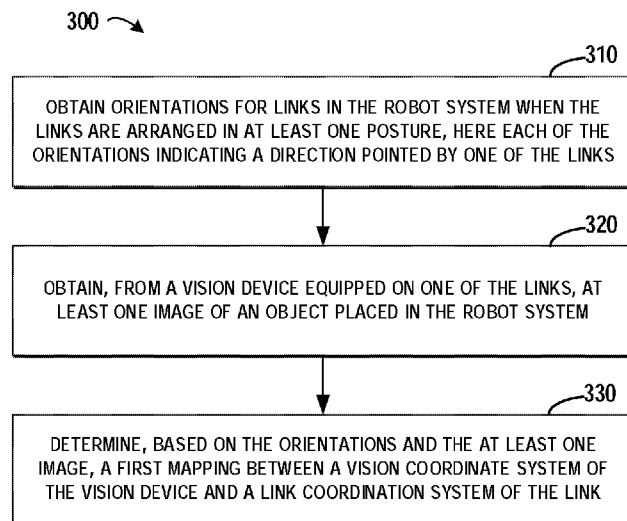 300
310
OBTAIN ORIENTATIONS FOR LINKS IN THE ROBOT SYSTEM WHEN THE
LINKS ARE ARRANGED IN AT LEAST ONE POSTURE, HERE EACH OF THE
ORIENTATIONS INDICATING A DIRECTION POINTED BY ONE OF THE LINKS
320
OBTAIN, FROM A VISION DEVICE EQUIPPED ON ONE OF THE LINKS, AT
LEAST ONE IMAGE OF AN OBJECT PLACED IN THE ROBOT SYSTEM
330
DETERMINE, BASED ON THE ORIENTATIONS AND THE AT LEAST ONE
IMAGE, A FIRST MAPPING BETWEEN A VISION COORDINATE SYSTEM OF
THE VISION DEVICE AND A LINK COORDINATION SYSTEM OF THE LINK